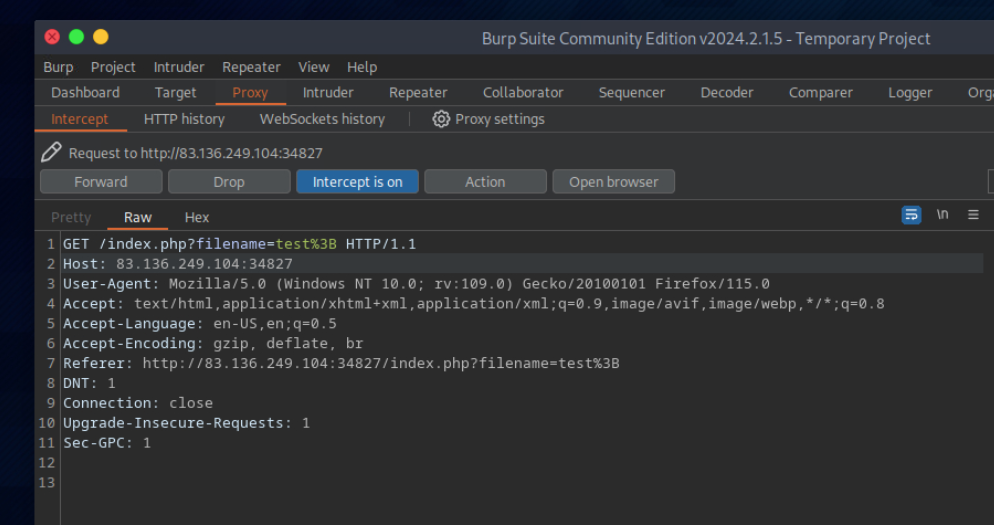 Burp Suite Community Edition v2024.2.1.5 - Temporary Project
Burp Project Intruder Repeater View Help
Dashboard Target Proxy Intruder Repeater Collaborator Sequencer Decoder Comparer Logger Orga
Intercept HTTP history WebSockets history Proxy settings
Request to http://83.136.249.104:34827
Forward Drop Intercept is on Action Open browser
Pretty Raw Hex \n
1 GET /index.php?filename=test%3B HTTP/1.1
2 Host: 83.136.249.104:34827
3 User-Agent: Mozilla/5.0 (Windows NT 10.0; rv:109.0) Gecko/20100101 Firefox/115.0
4 Accept: text/html,application/xhtml+xml,application/xml;q=0.9,image/avif,image/webp,*/*;q=0.8
5 Accept-Language: en-US,en;q=0.5
6 Accept-Encoding: gzip, deflate, br
7 Referer: http://83.136.249.104:34827/index.php?filename=test%3B
8 DNT: 1
9 Connection: close
10 Upgrade-Insecure-Requests: 1
11 Sec-GPC: 1
12
13